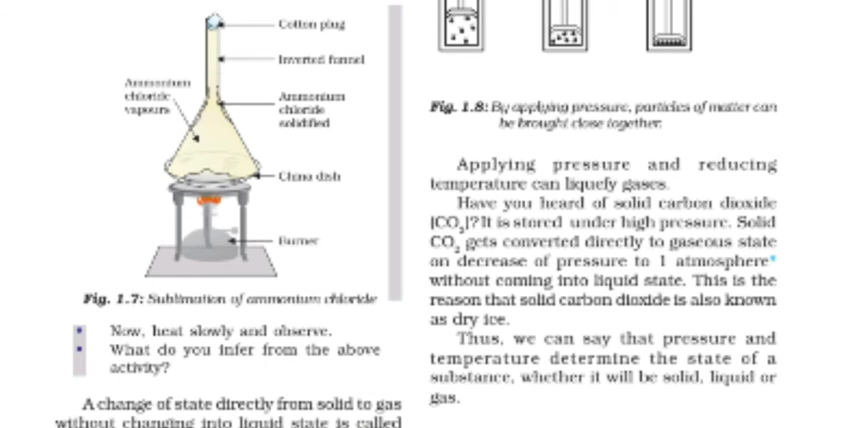 Cotton plug
Inverted funnel
Ammonium
chloride
vapours
Ammonium
chloride
solidified
China dish
Burner
Fig. 1.7: Sublimation of ammonium chloride
• Now, heat slowly and observe.
• What do you infer from the above
activity?
A change of state directly from solid to gas
without changing into liquid state is called
Fig. 1.8: By applying pressure, particles of matter can
be brought close together.
Applying pressure and reducing
temperature can liquefy gases.
Have you heard of solid carbon dioxide
(CO₂)? It is stored under high pressure. Solid
CO₂ gets converted directly to gaseous state
on decrease of pressure to 1 atmosphere*
without coming into liquid state. This is the
reason that solid carbon dioxide is also known
as dry ice.
Thus, we can say that pressure and
temperature determine the state of a
substance, whether it will be solid, liquid or
gas.